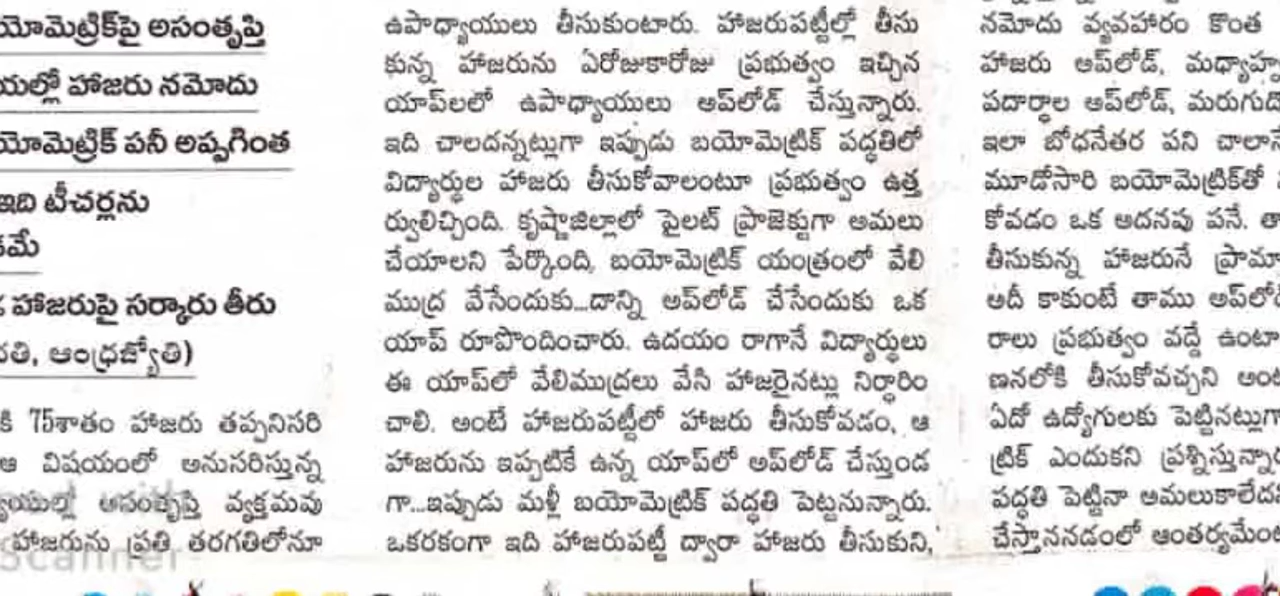 యోమెట్రిక్‌పై అసంతృప్తి
యల్లో హాజరు నమోదు
యోమెట్రిక్ పనీ అప్పగింత
ఇది టీచర్లను
కమే
హాజరుపై సర్కారు తీరు
ఆంధ్రజ్యోతి)
కి 75శాతం హాజరు తప్పనిసరి
ఆ విషయంలో అనుసరిస్తున్న
అసంతృప్తి వ్యక్తమవు
హాజరును ప్రతి తరగతిలోనూ
Scanner
ఉపాధ్యాయులు తీసుకుంటారు. హాజరుపట్టీల్లో తీసు
కున్న హాజరును ఏరోజుకారోజు ప్రభుత్వం ఇచ్చిన
యాప్‌లలో ఉపాధ్యాయులు అప్‌లోడ్ చేస్తున్నారు.
ఇది చాలదన్నట్లుగా ఇప్పుడు బయోమెట్రిక్ పద్ధతిలో
విద్యార్థుల హాజరు తీసుకోవాలంటూ ప్రభుత్వం ఉత్త
ర్వులిచ్చింది. కృష్ణాజిల్లాలో పైలట్ ప్రాజెక్టుగా అమలు
చేయాలని పేర్కొంది. బయోమెట్రిక్ యంత్రంలో వేలి
ముద్ర వేసేందుకు...దాన్ని అప్‌లోడ్ చేసేందుకు ఒక
యాప్ రూపొందించారు. ఉదయం రాగానే విద్యార్థులు
ఈ యాప్‌లో వేలిముద్రలు వేసి హాజరైనట్లు నిర్ధారిం
చాలి. అంటే హాజరుపట్టీలో హాజరు తీసుకోవడం, ఆ
హాజరును ఇప్పటికే ఉన్న యాప్‌లో అప్‌లోడ్ చేస్తుండ
గా...ఇప్పుడు మళ్లీ బయోమెట్రిక్ పద్ధతి పెట్టనున్నారు.
ఒకరకంగా ఇది హాజరుపట్టీ ద్వారా హాజరు తీసుకుని,
నమోదు వ్యవహారం కొంత
హాజరు అప్‌లోడ్, మధ్యాహ్న
పదార్థాల అప్‌లోడ్, మరుగుదొ
ఇలా బోధనేతర పని చాలానే
మూడోసారి బయోమెట్రిక్‌తో
కోవడం ఒక అదనపు పనే. తా
తీసుకున్న హాజరునే ప్రామా
అదీ కాకుంటే తాము అప్‌లోడ్
రాలు ప్రభుత్వం వద్దే ఉంటా
ణనలోకి తీసుకోవచ్చని అంట
ఏదో ఉద్యోగులకు పెట్టినట్లుగా
ట్రిక్ ఎందుకని ప్రశ్నిస్తున్నార
పద్ధతి పెట్టినా అమలుకాలేద
చేస్తాననడంలో ఆంతర్యమేంట